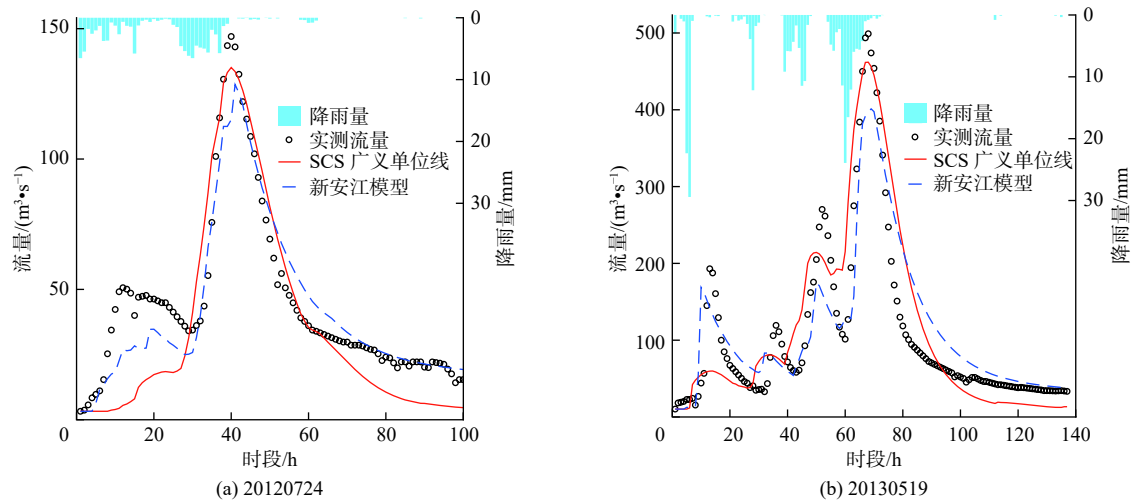 150
100
50
0
20
40
60
80
100
0
10
20
30
流量/(m³•s⁻¹)
降雨量/mm
降雨量
实测流量
SCS 广义单位线
新安江模型
时段/h
(a) 20120724
500
400
300
200
100
0
20
40
60
80
100
120
140
0
10
20
30
流量/(m³•s⁻¹)
降雨量/mm
降雨量
实测流量
SCS 广义单位线
新安江模型
时段/h
(b) 20130519